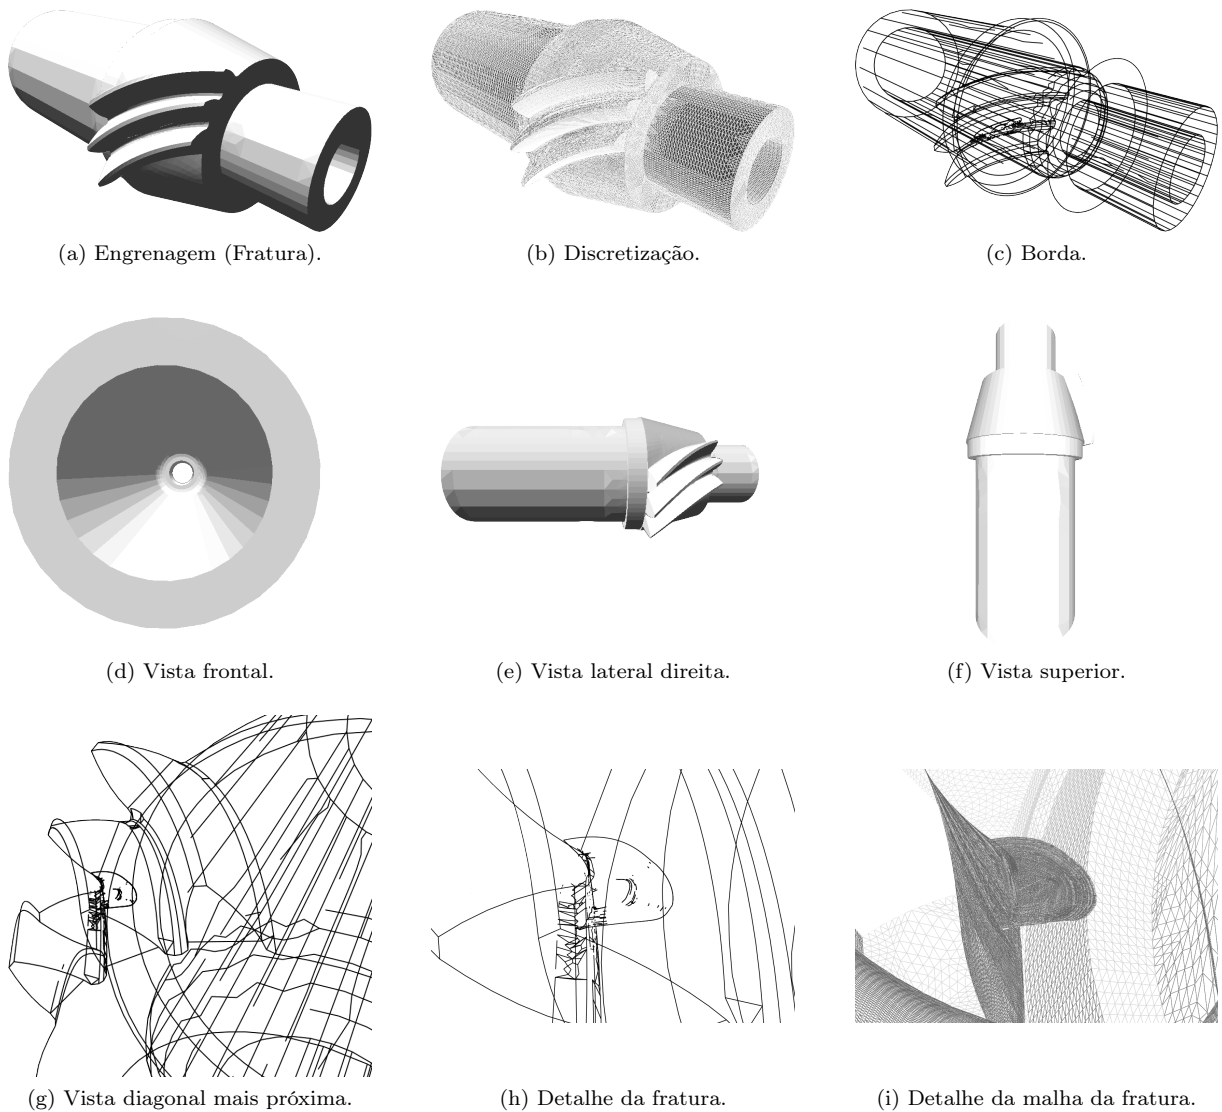 (a) Engrenagem (Fratura).
(b) Discretização.
(c) Borda.
(d) Vista frontal.
(e) Vista lateral direita.
(f) Vista superior.
(g) Vista diagonal mais próxima.
(h) Detalhe da fratura.
(i) Detalhe da malha da fratura.